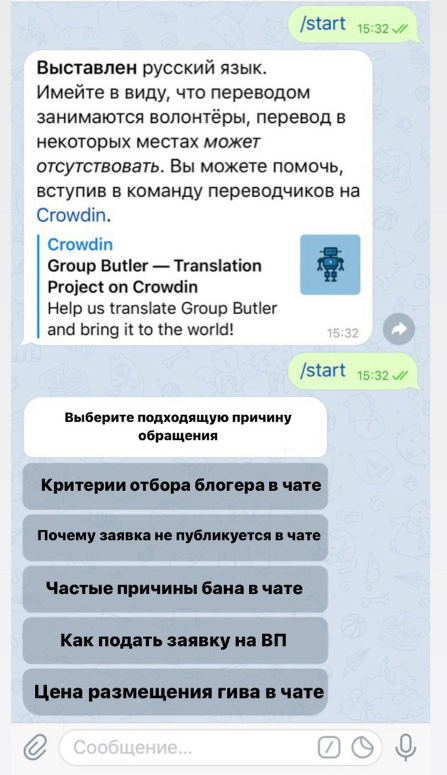 /start 15:32
Выставлен русский язык.
Имейте в виду, что переводом
занимаются волонтёры, перевод в
некоторых местах может
отсутствовать. Вы можете помочь,
вступив в команду переводчиков на
Crowdin.
Crowdin
Group Butler — Translation
Project on Crowdin
Help us translate Group Butler
and bring it to the world!
15:32
/start 15:32
Выберите подходящую причину
обращения
Критерии отбора блогера в чате
Почему заявка не публикуется в чате
Частые причины бана в чате
Как подать заявку на ВП
Цена размещения гива в чате
Сообщение...